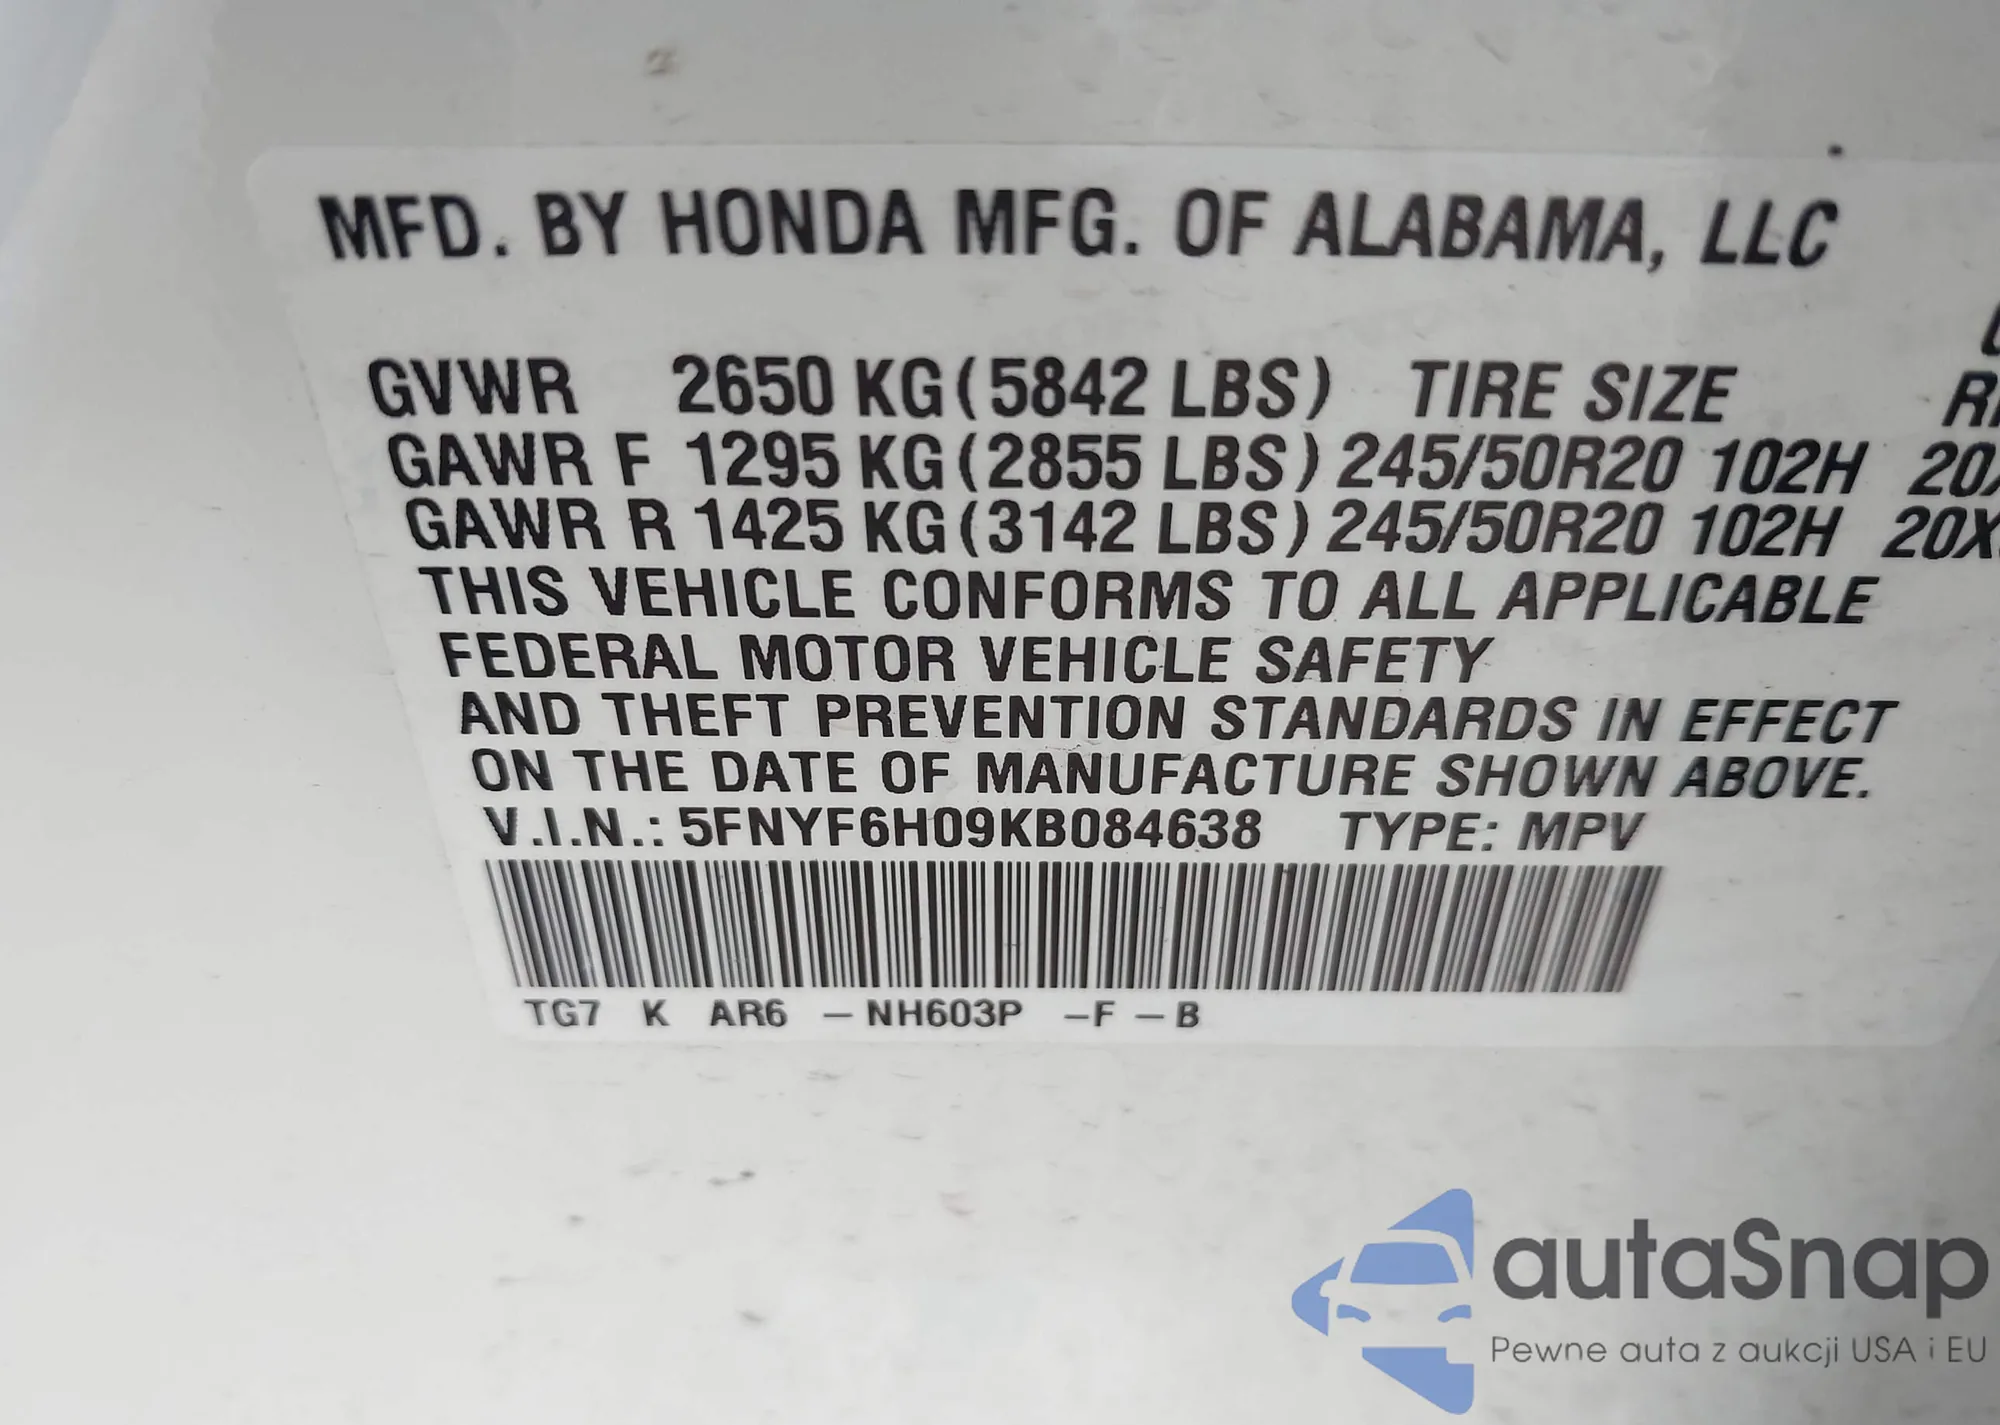 MFD. BY HONDA MFG. OF ALABAMA, LLC
GVWR 2650 KG (5842 LBS) TIRE SIZE
GAWR F 1295 KG (2855 LBS) 245/50R20 102H
GAWR R 1425 KG (3142 LBS) 245/50R20 102H
THIS VEHICLE CONFORMS TO ALL APPLICABLE
FEDERAL MOTOR VEHICLE SAFETY
AND THEFT PREVENTION STANDARDS IN EFFECT
ON THE DATE OF MANUFACTURE SHOWN ABOVE.
V.I.N.: 5FNYF6H09KB084638 TYPE: MPV
TG7 K AR6 – NH603P –F – B
autaSnap
Pewne auta z aukcji USA i EU